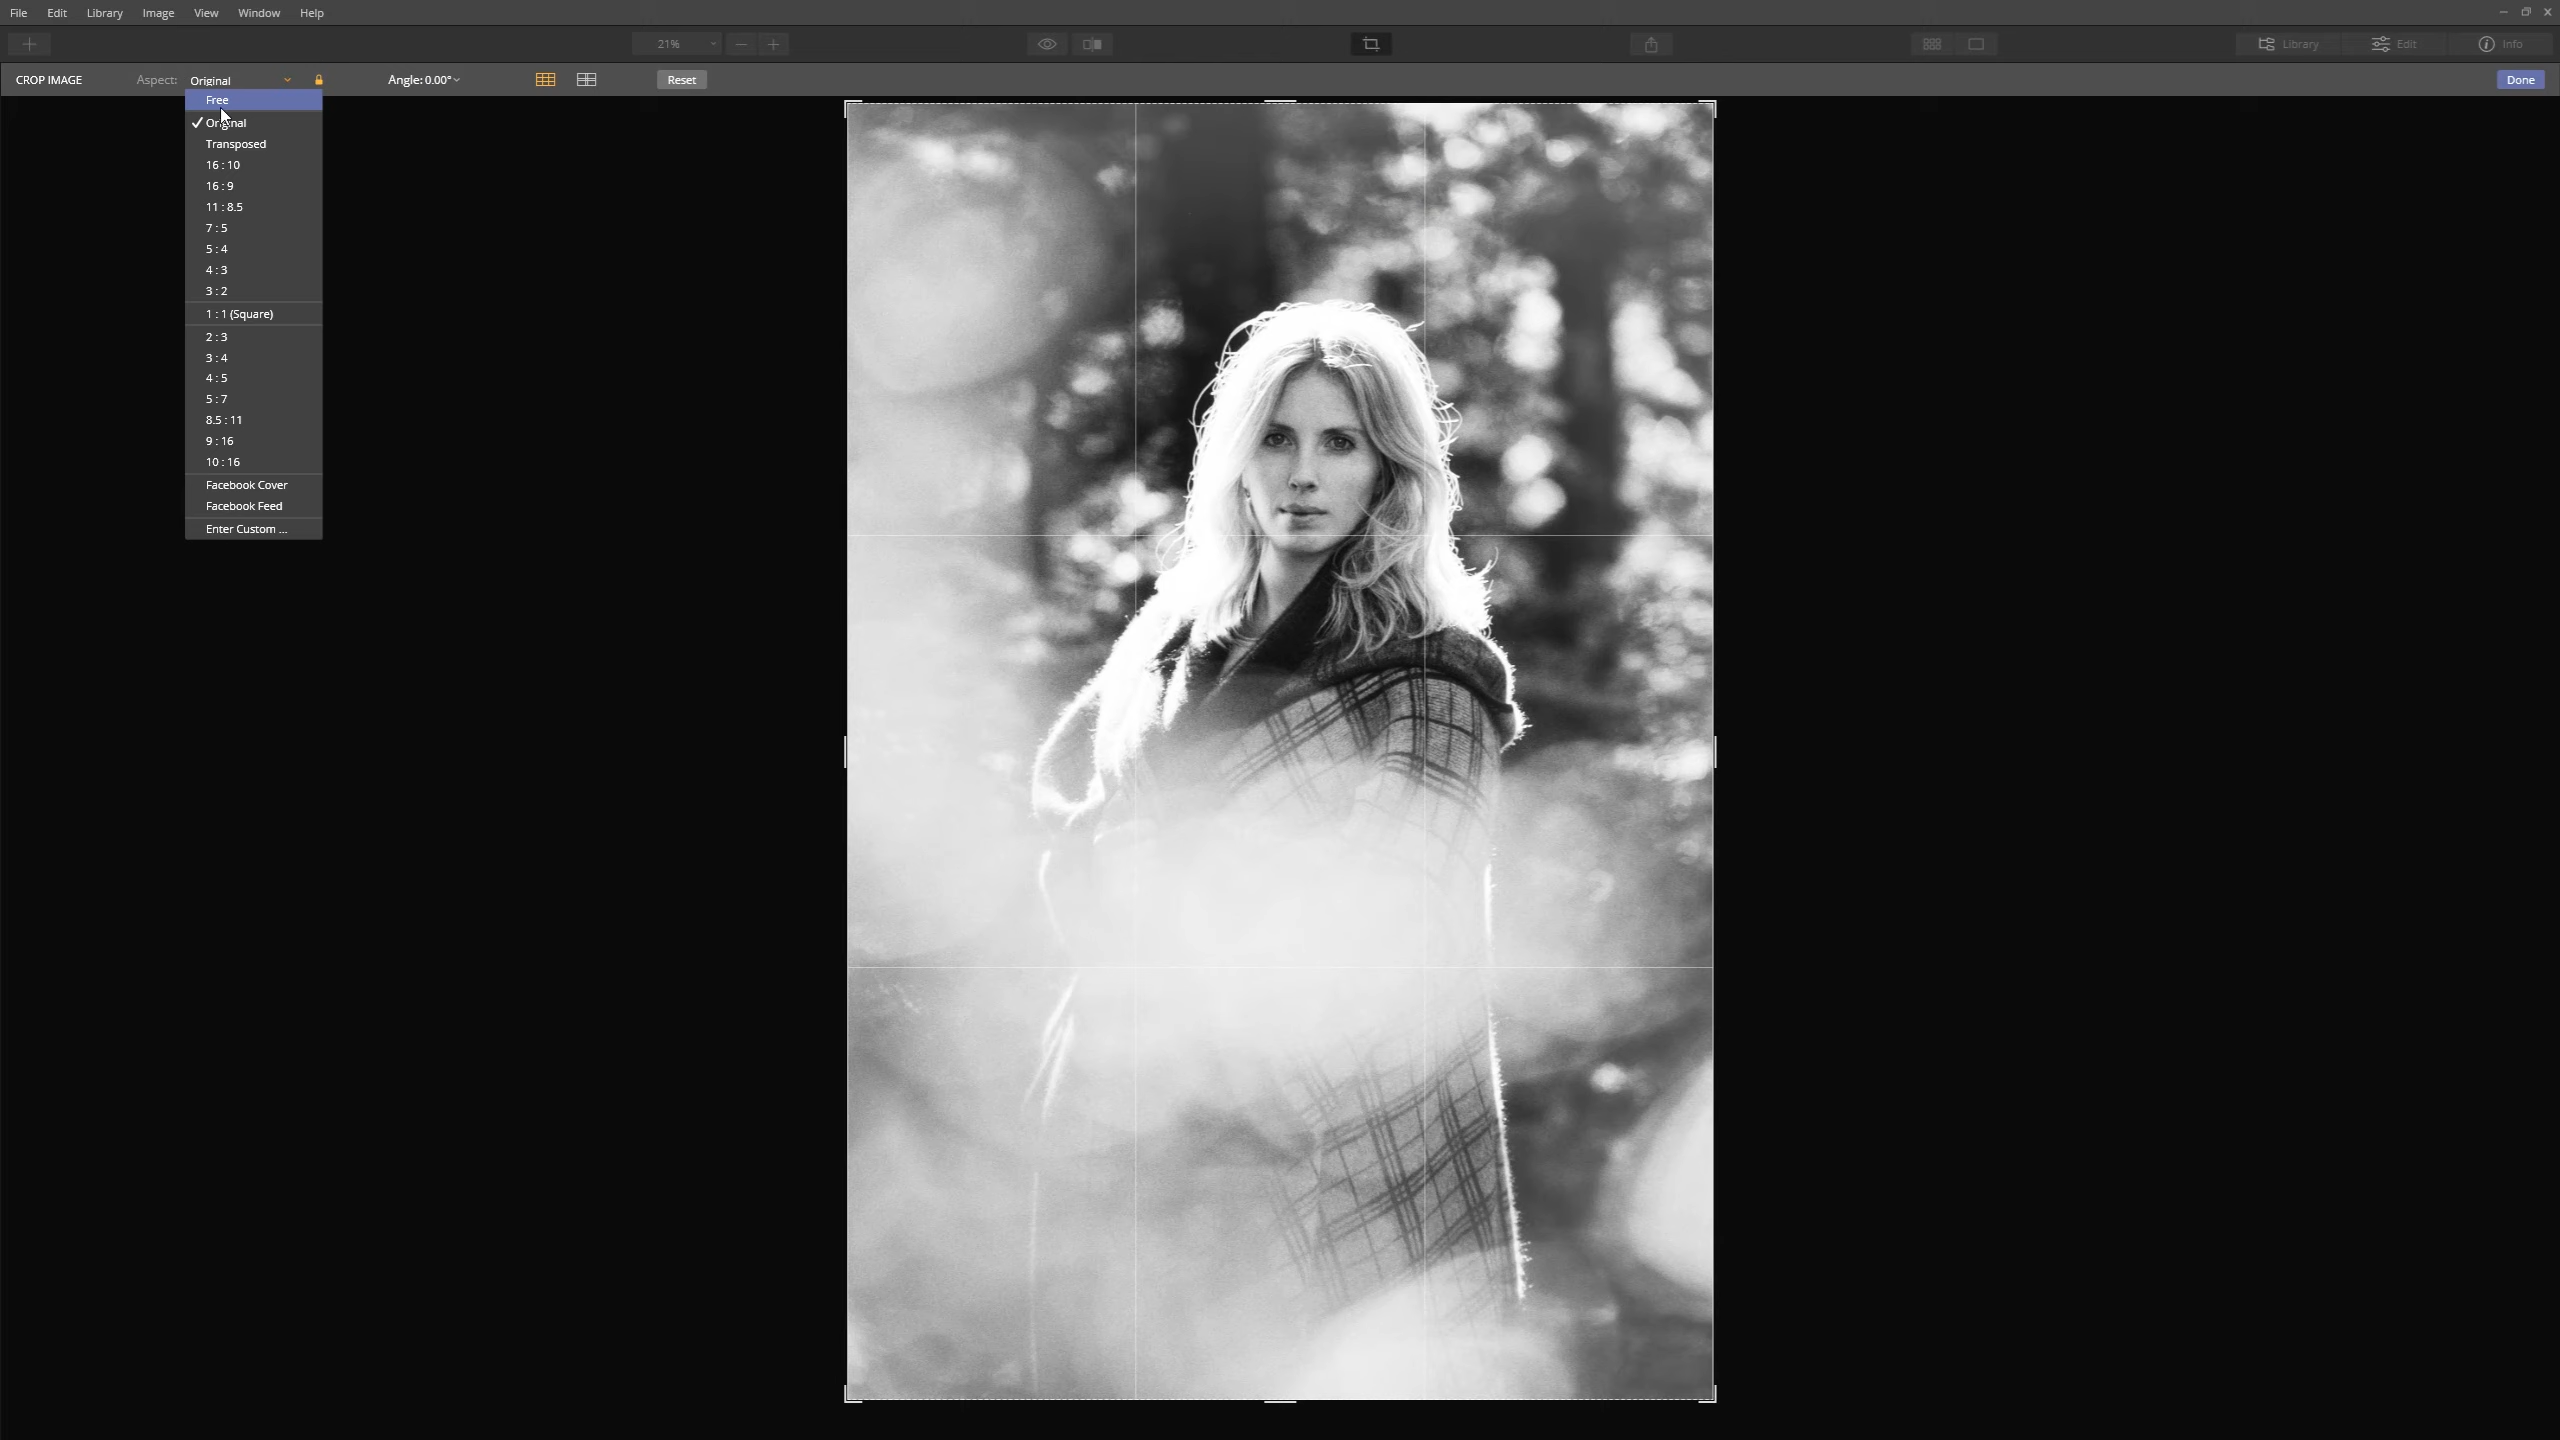 File Edit Library Image View Window Help
21%
Library Edit Info
CROP IMAGE Aspect: Original Angle: 0.00° Reset Done
Free
Original
Transposed
16 : 10
16 : 9
11 : 8.5
7 : 5
5 : 4
4 : 3
3 : 2
1 : 1 (Square)
2 : 3
3 : 4
4 : 5
5 : 7
8.5 : 11
9 : 16
10 : 16
Facebook Cover
Facebook Feed
Enter Custom ...